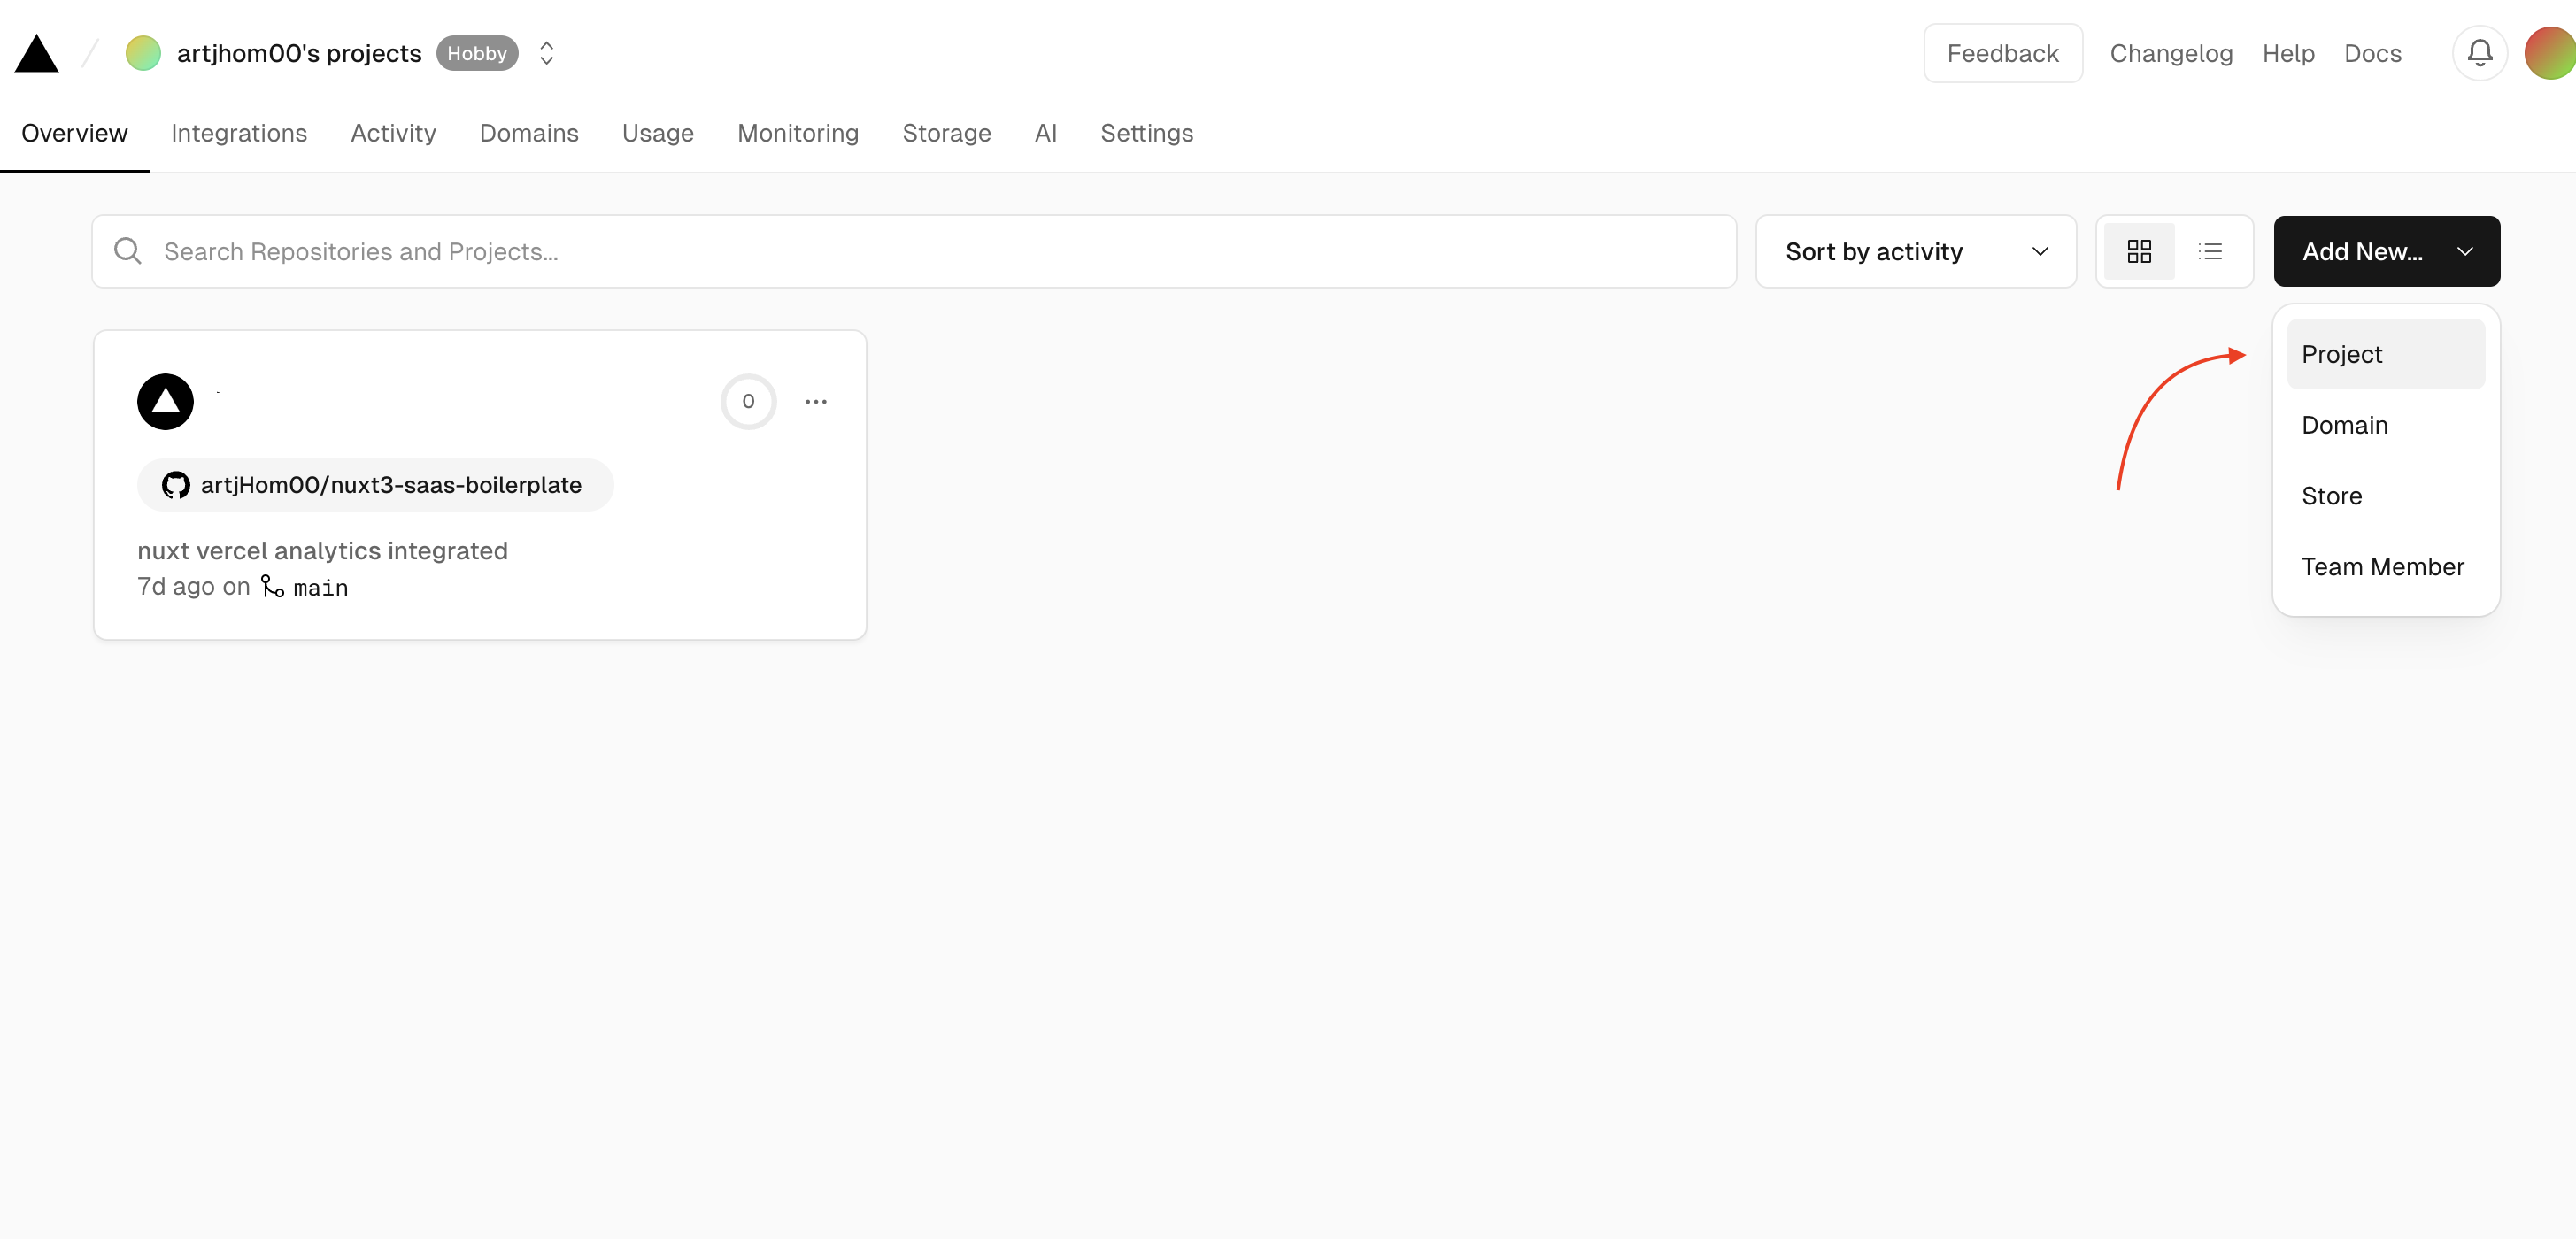 artjhom00's projects Hobby
Feedback Changelog Help Docs
Overview Integrations Activity Domains Usage Monitoring Storage AI Settings
Search Repositories and Projects...
Sort by activity
Add New...
Project
Domain
Store
Team Member
0
artjHom00/nuxt3-saas-boilerplate
nuxt vercel analytics integrated
7d ago on main